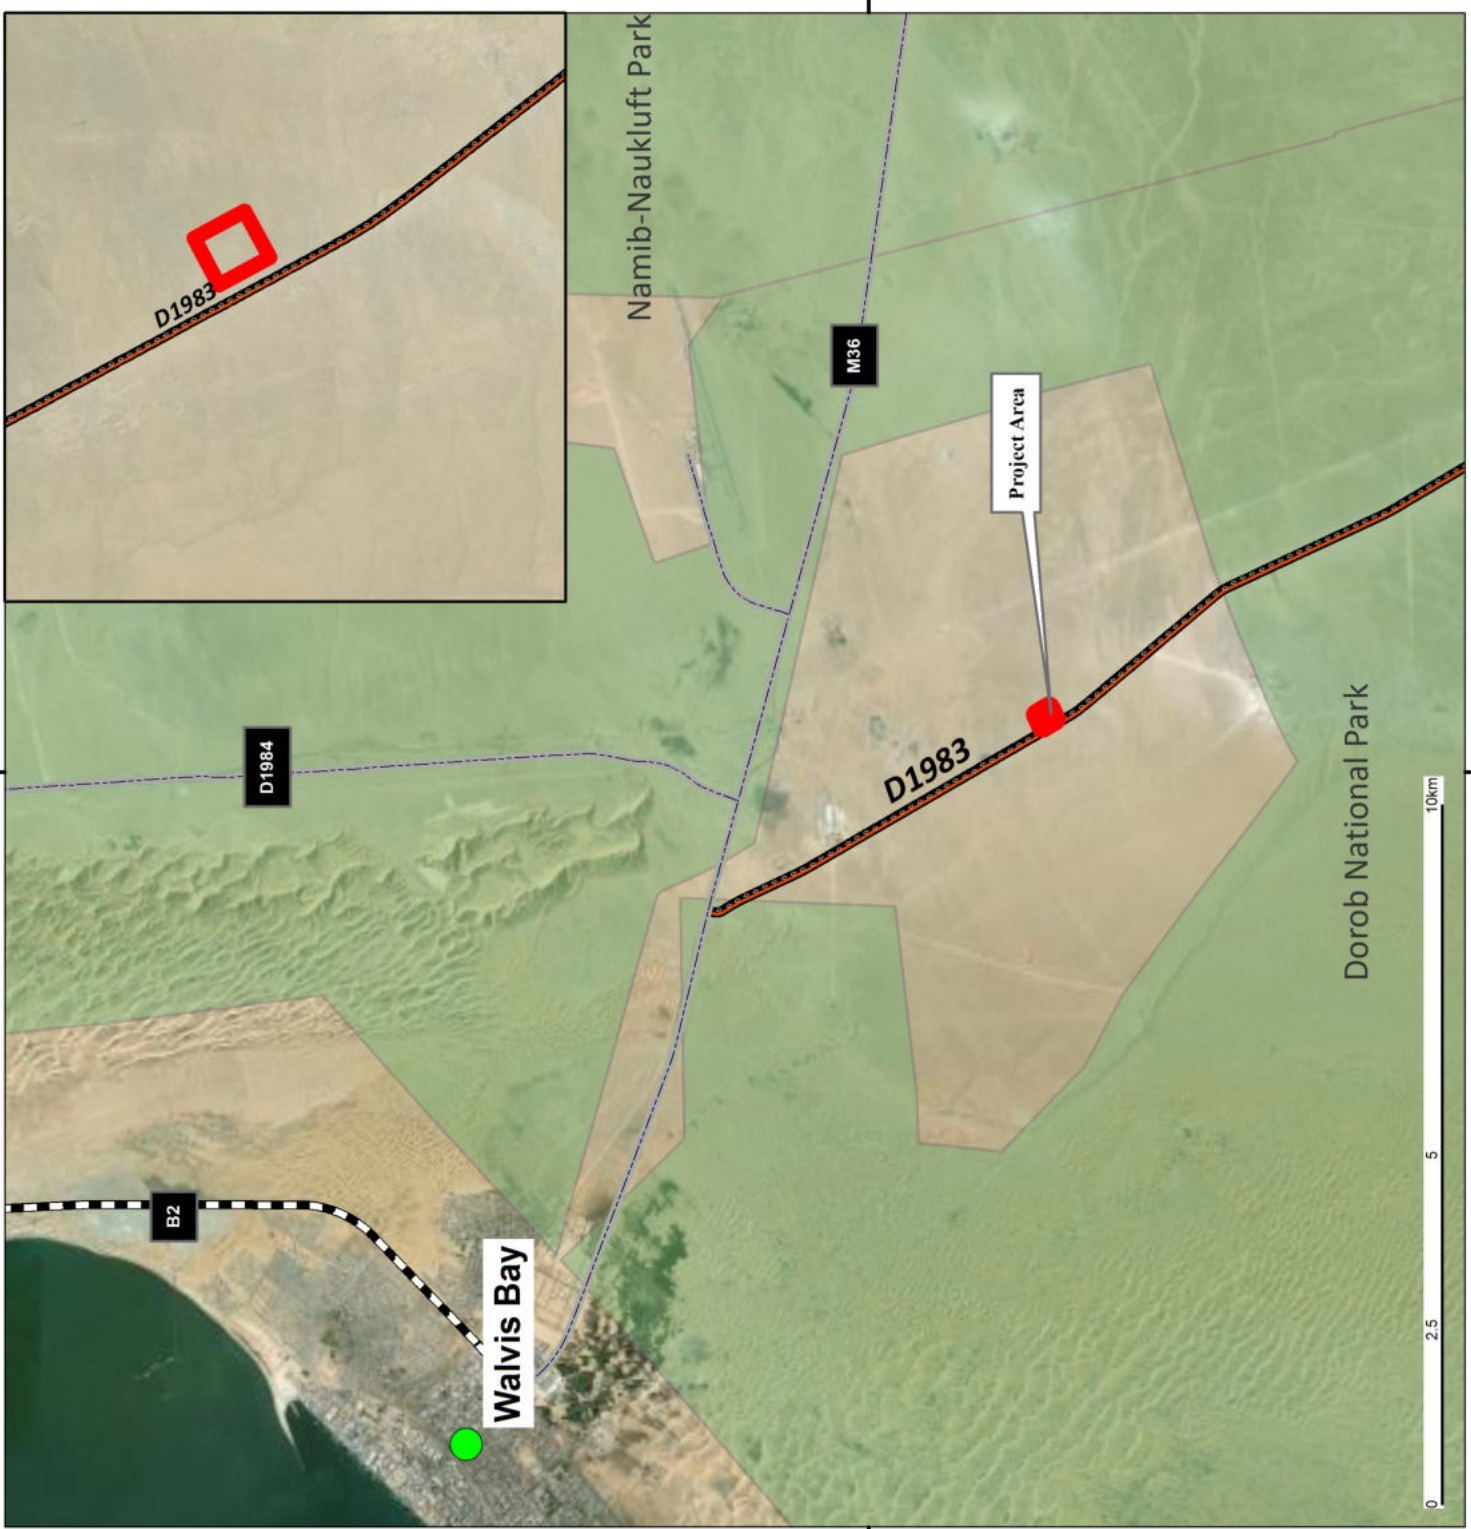 D1983
Namib-Naukluft Park
M36
Project Area
D1984
D1983
B2
Walvis Bay
Dorob National Park
0
2.5
5
10km